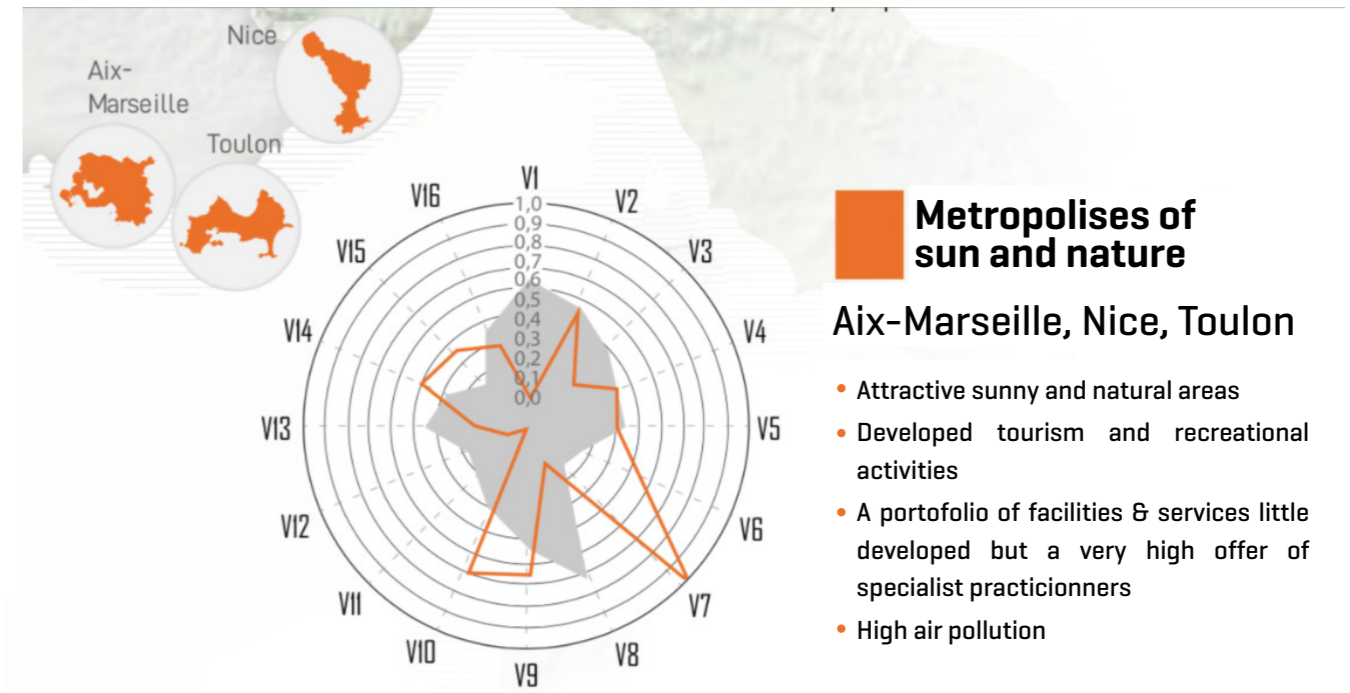 Nice
Aix-
Marseille
Toulon
V1
V2
V3
V4
V5
V6
V7
V8
V9
V10
V11
V12
V13
V14
V15
V16
1,0
0,9
0,8
0,7
0,6
0,5
0,4
0,3
0,2
0,1
0,0
Metropolises of
sun and nature
Aix-Marseille, Nice, Toulon
• Attractive sunny and natural areas
• Developed tourism and recreational
activities
• A portofolio of facilities & services little
developed but a very high offer of
specialist practicionners
• High air pollution